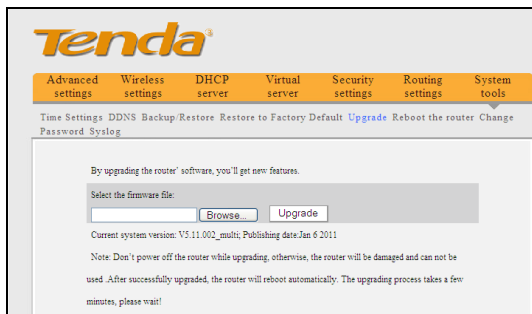 Tenda
Advanced settings Wireless settings DHCP server Virtual server Security settings Routing settings System tools
Time Settings DDNS Backup/Restore Restore to Factory Default Upgrade Reboot the router Change
Password Syslog
By upgrading the router' software, you'll get new features.
Select the firmware file:
Browse... Upgrade
Current system version: V5.11.002_multi; Publishing date:Jan 6 2011
Note: Don't power off the router while upgrading, otherwise, the router will be damaged and can not be
used .After successfully upgraded, the router will reboot automatically. The upgrading process takes a few
minutes, please wait!